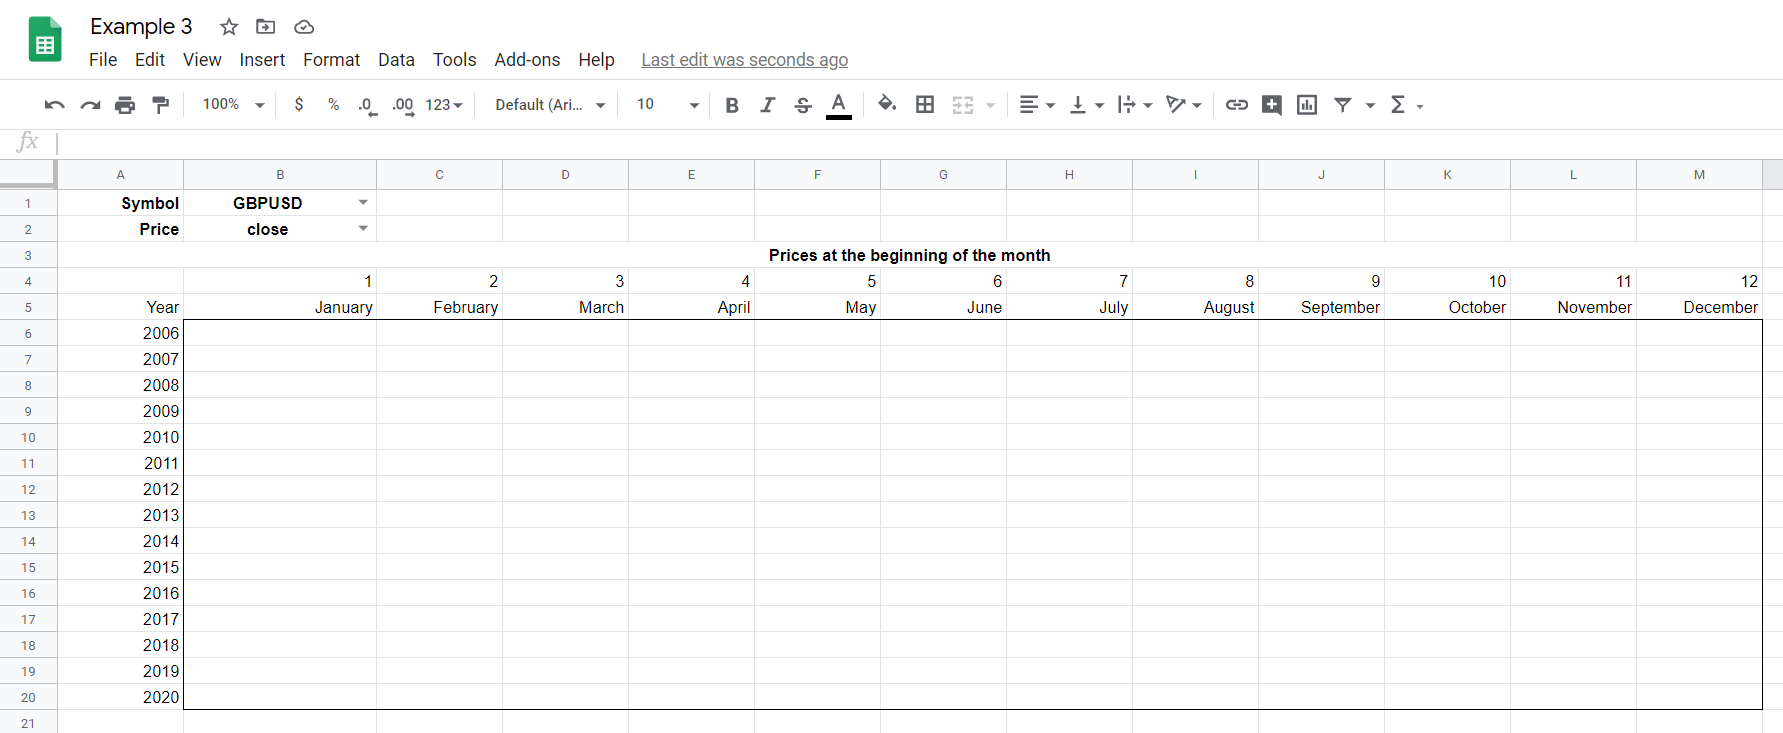 Example 3
File Edit View Insert Format Data Tools Add-ons Help Last edit was seconds ago
100% $ % .0 .00 123 Default (Ari... 10 B I S A Σ
fx
A B C D E F G H I J K L M
1 Symbol GBPUSD
2 Price close
3 Prices at the beginning of the month
4 1 2 3 4 5 6 7 8 9 10 11 12
5 Year January February March April May June July August September October November December
6 2006
7 2007
8 2008
9 2009
10 2010
11 2011
12 2012
13 2013
14 2014
15 2015
16 2016
17 2017
18 2018
19 2019
20 2020
21